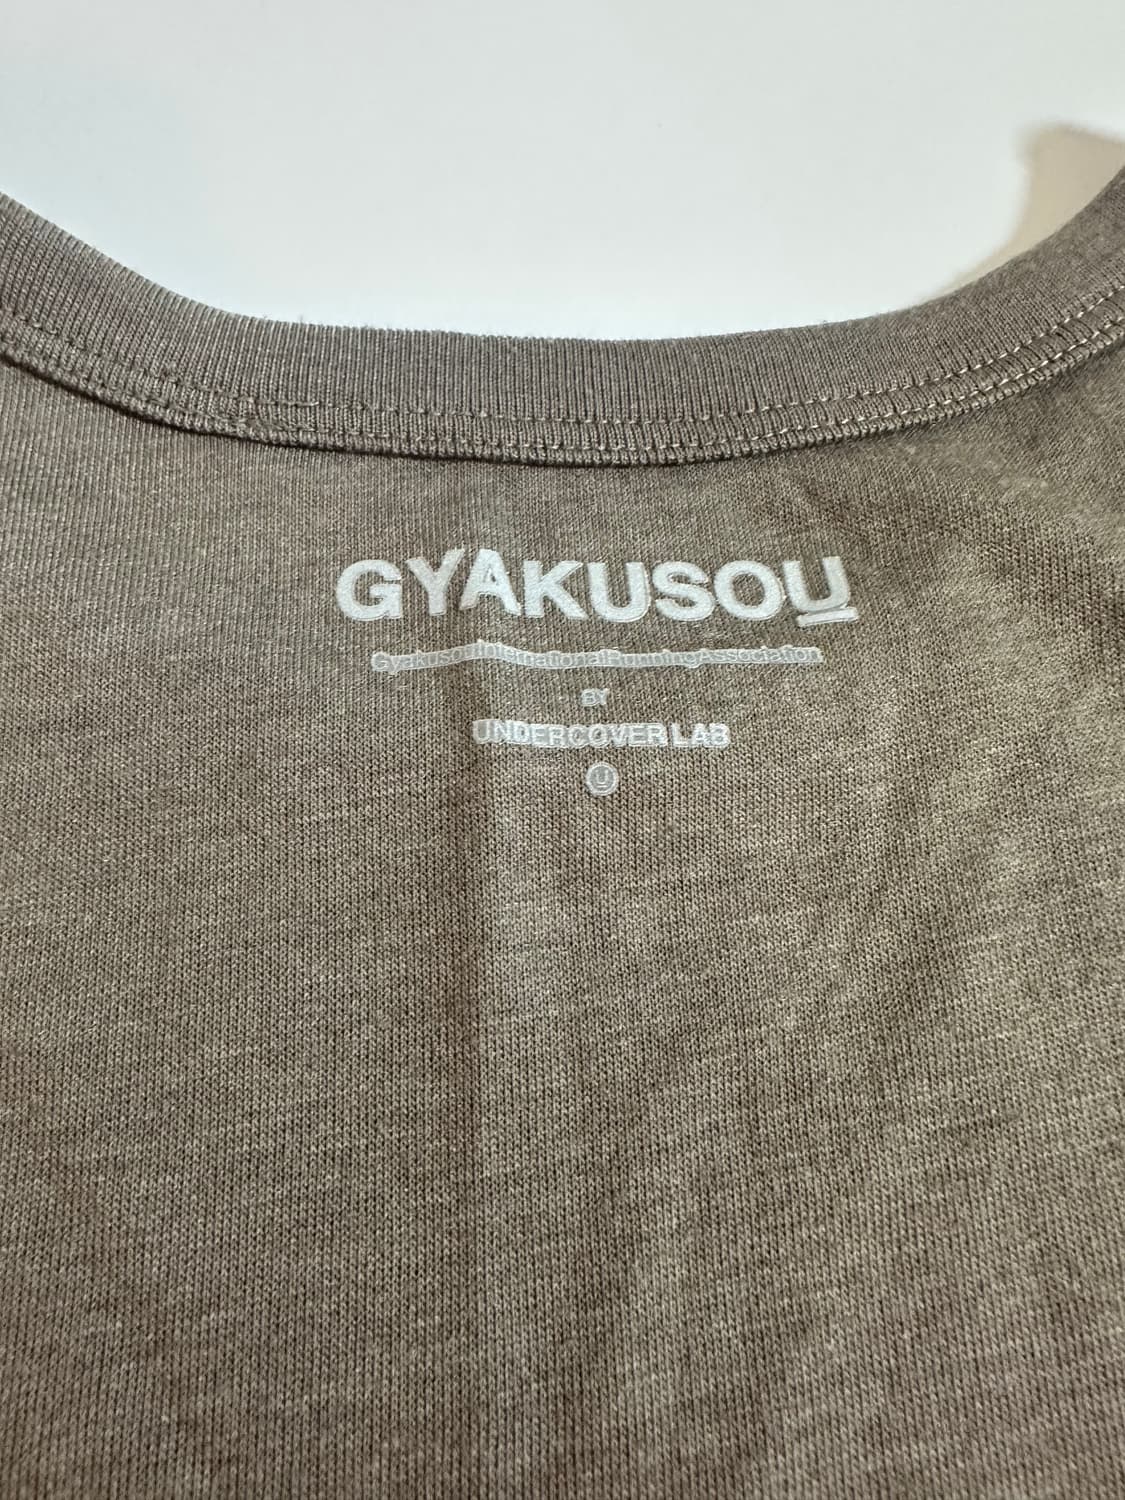 GYAKUSOU
GyakusouInternationalRunningAssociation
BY
UNDERCOVER LAB
U